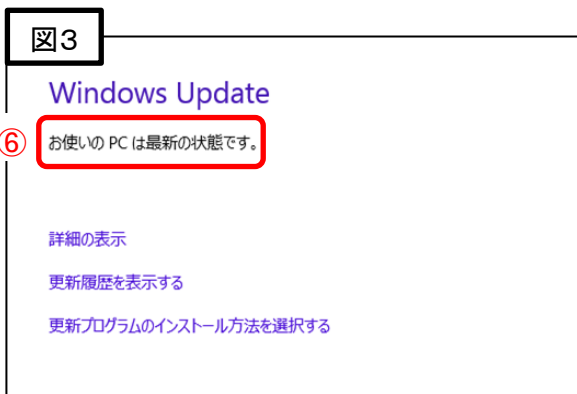 図3
Windows Update
⑥
お使いの PC は最新の状態です。
詳細の表示
更新履歴を表示する
更新プログラムのインストール方法を選択する